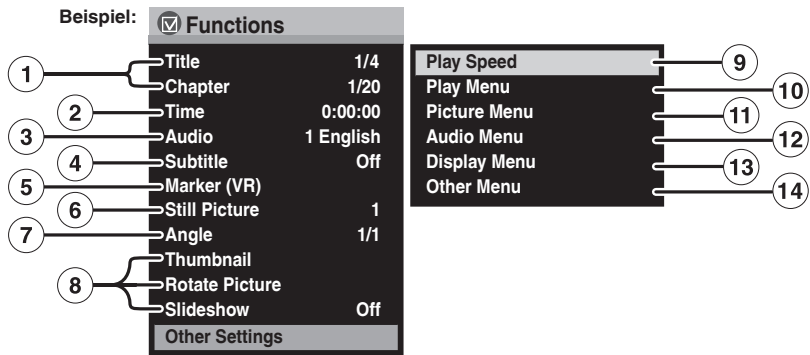 Beispiel:
Functions
1 Title 1/4
Chapter 1/20
2 Time 0:00:00
3 Audio 1 English
4 Subtitle Off
5 Marker (VR)
6 Still Picture 1
7 Angle 1/1
Thumbnail
8 Rotate Picture
Slideshow Off
Other Settings
Play Speed 9
Play Menu 10
Picture Menu 11
Audio Menu 12
Display Menu 13
Other Menu 14